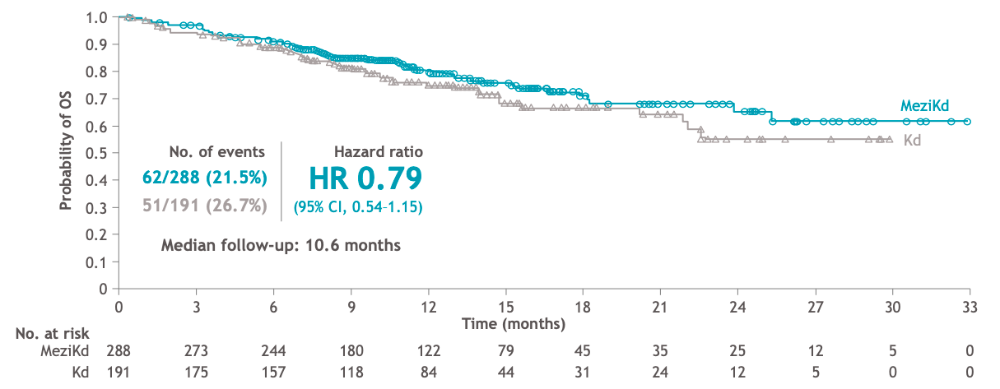 1.0
0.9
0.8
0.7
0.6
0.5
0.4
0.3
0.2
0.1
0
Probability of OS
MeziKd
Kd
No. of events
62/288 (21.5%)
51/191 (26.7%)
Hazard ratio
HR 0.79
(95% CI, 0.54-1.15)
Median follow-up: 10.6 months
0 3 6 9 12 15 18 21 24 27 30 33
Time (months)
No. at risk
MeziKd 288 273 244 180 122 79 45 35 25 12 5 0
Kd 191 175 157 118 84 44 31 24 12 5 0 0